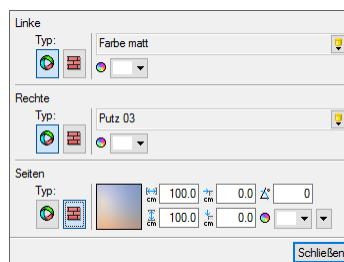 Linke
Typ:
Farbe matt
Rechte
Typ:
Putz 03
Seiten
Typ:
cm 100.0 cm 0.0 0
cm 100.0 cm 0.0
Schließen